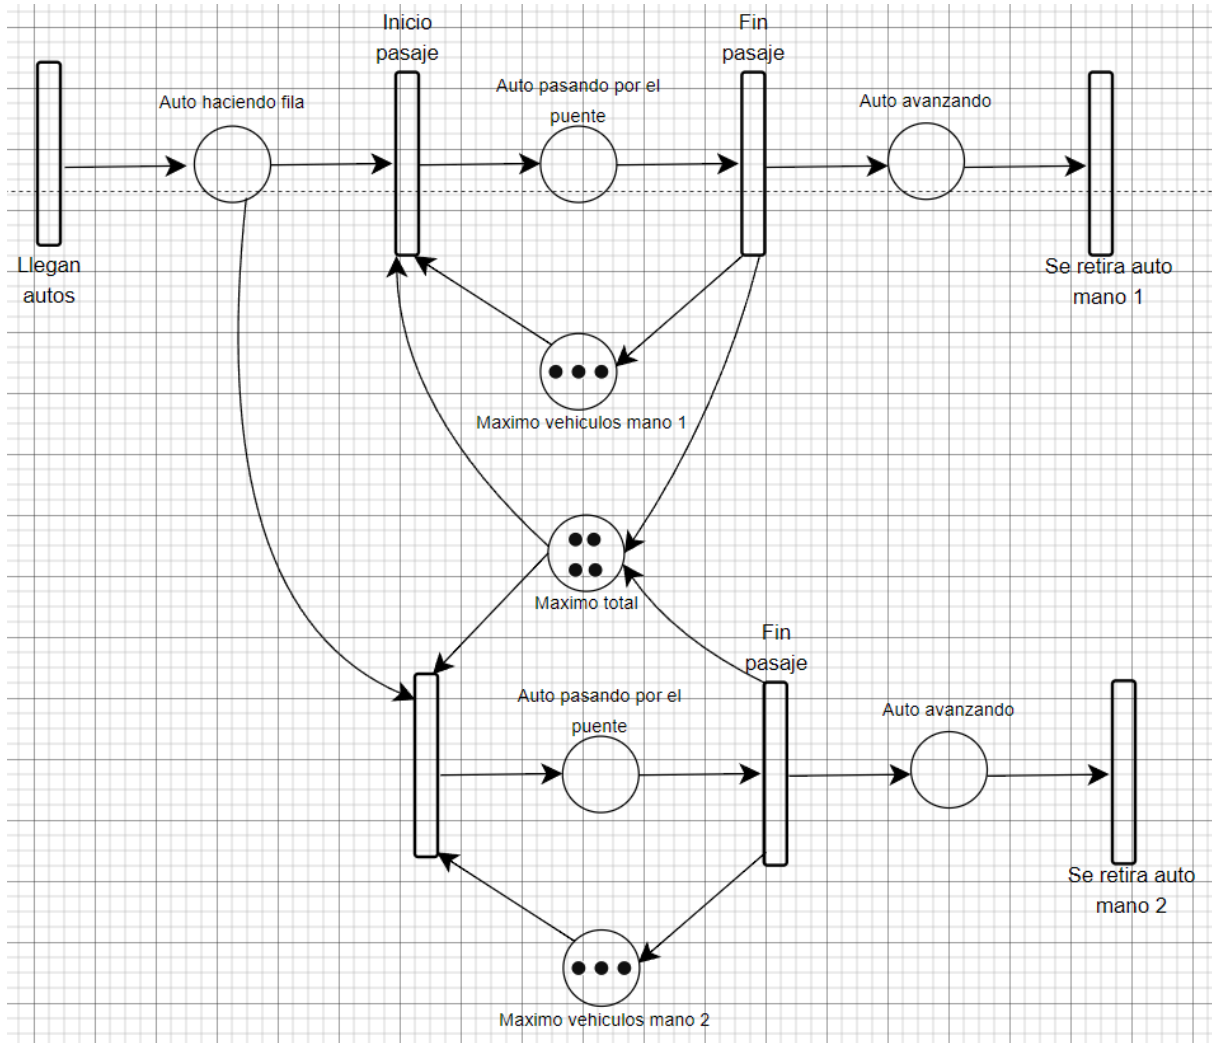 Inicio
pasaje
Fin
pasaje
Auto haciendo fila
Auto pasando por el
puente
Auto avanzando
Llegan
autos
Se retira auto
mano 1
Maximo vehiculos mano 1
Maximo total
Fin
pasaje
Auto pasando por el
puente
Auto avanzando
Se retira auto
mano 2
Maximo vehiculos mano 2